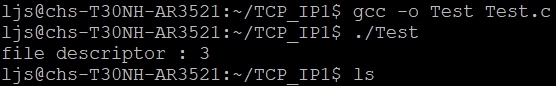 ljs@chs-T30NH-AR3521:~/TCP_IP1$ gcc -o Test Test.c
ljs@chs-T30NH-AR3521:~/TCP_IP1$ ./Test
file descriptor : 3
ljs@chs-T30NH-AR3521:~/TCP_IP1$ ls